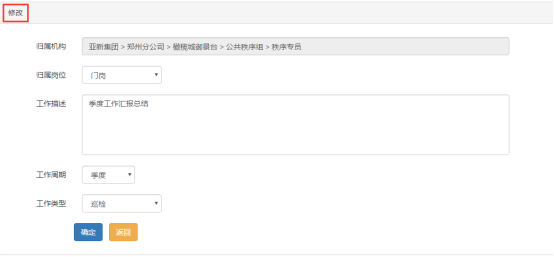 修改
归属机构 亚新集团 > 郑州分公司 > 橄榄城御景台 > 公共秩序组 > 秩序专员
归属岗位 门岗
工作描述 季度工作汇报总结
工作周期 季度
工作类型 巡检
确定 返回